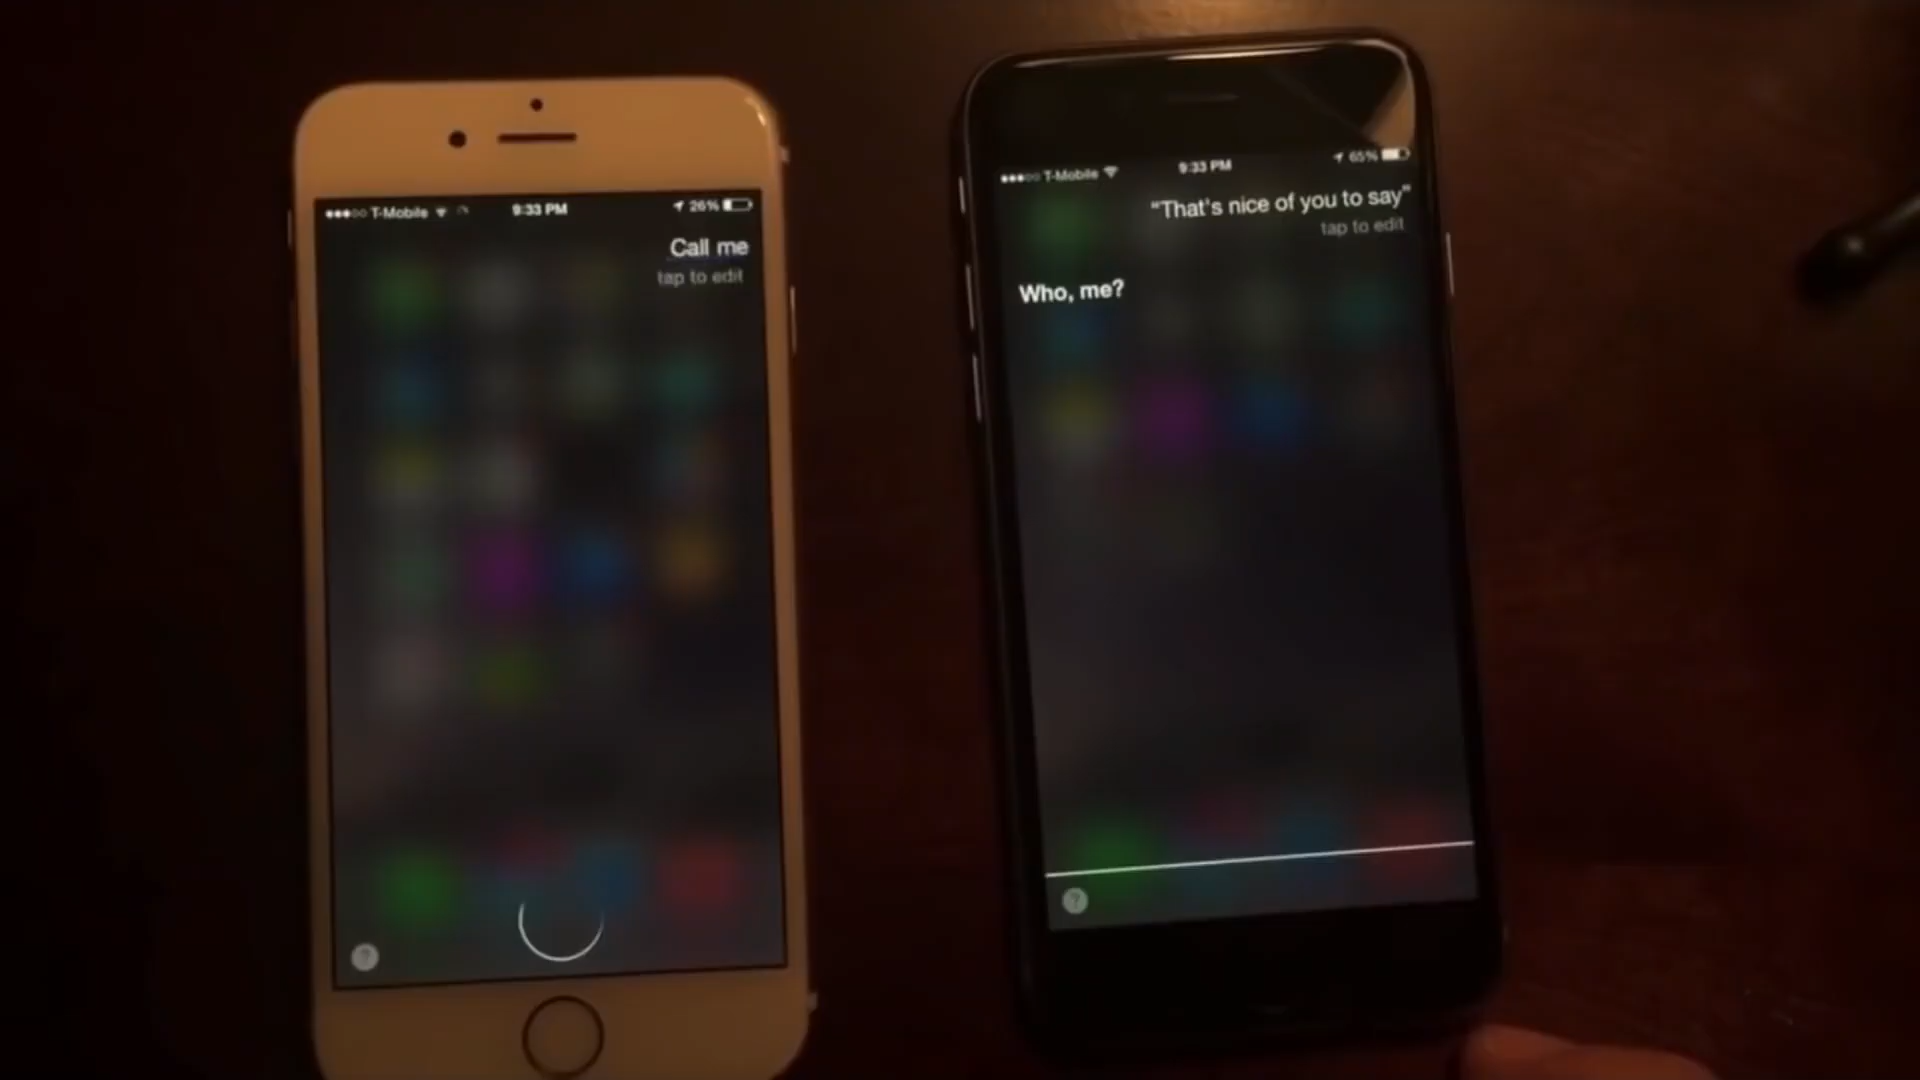 T-Mobile 9:33 PM 26%
Call me
tap to edit
?
T-Mobile 9:33 PM 65%
“That's nice of you to say”
tap to edit
Who, me?
?